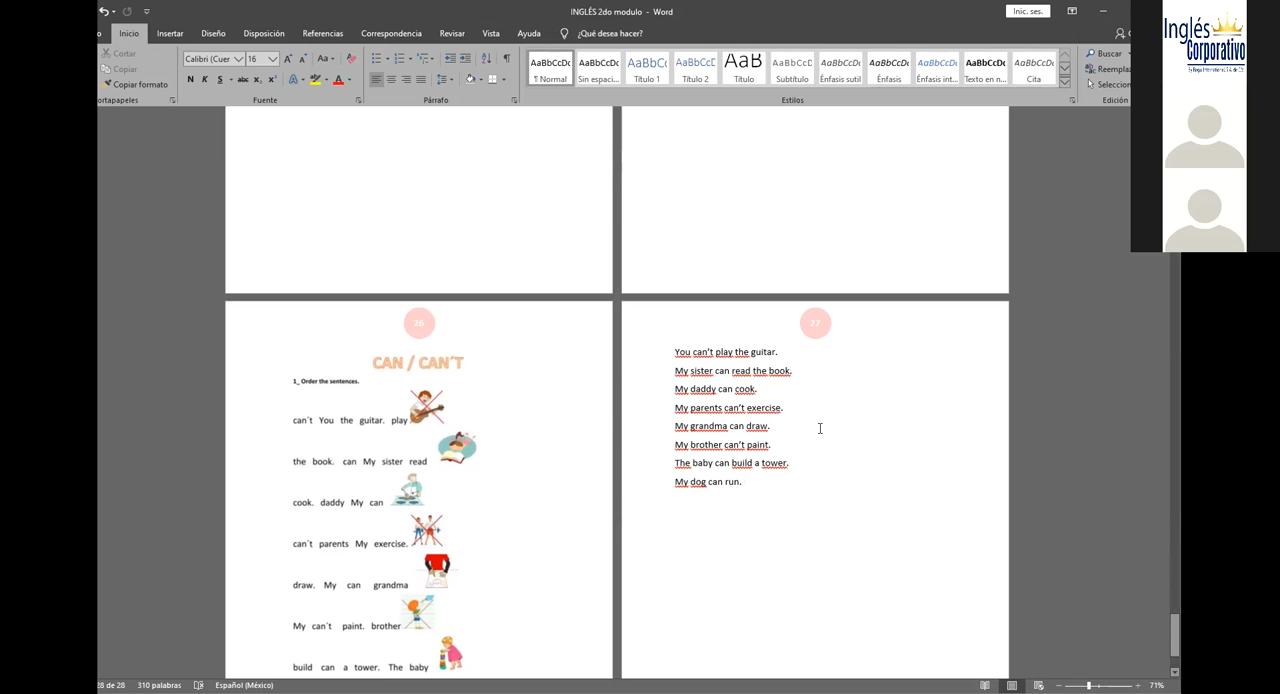 INGLÉS 2do modulo - Word
Inic. ses.
Inicio Insertar Diseño Disposición Referencias Correspondencia Revisar Vista Ayuda ¿Qué desea hacer?
Cortar
Copiar
Copiar formato
Calibri (Cuer 16
Fuente
Párrafo
AaBbCcDc AaBbCcDc AaBbCc AaBbCcC AaB AaBbCcC AaBbCcDc AaBbCcDc AaBbCcDc AaBbCcDc AaBbCcDc
¶ Normal Sin espaci... Título 1 Título 2 Título Subtítulo Énfasis sutil Énfasis Énfasis int... Texto en n... Cita
Estilos
Buscar
Reemplaz
Seleccion
Edición
Inglés
Corporativo
26
CAN / CAN´T
1_ Order the sentences.
can´t You the guitar. play
the book. can My sister read
cook. daddy My can
can´t parents My exercise.
draw. My can grandma
My can´t paint. brother
build can a tower. The baby
27
You can’t play the guitar.
My sister can read the book.
My daddy can cook.
My parents can’t exercise.
My grandma can draw.
My brother can’t paint.
The baby can build a tower.
My dog can run.
28 de 28 310 palabras Español (México)
71%